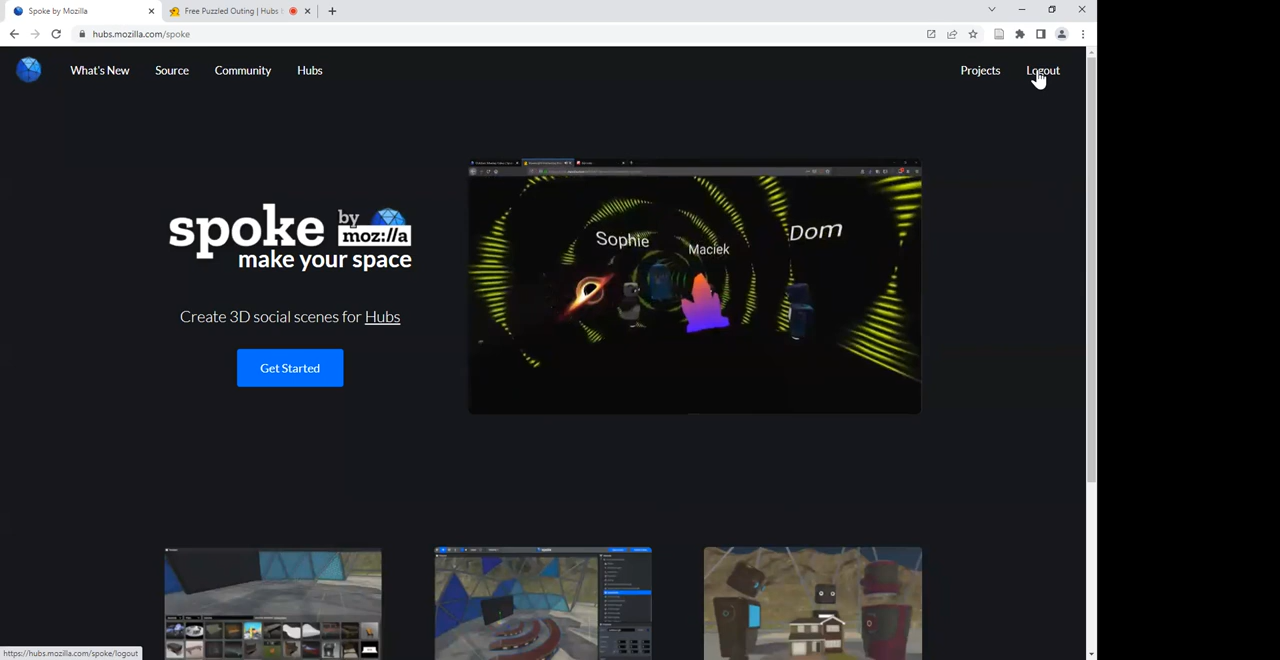 Spoke by Mozilla
Free Puzzled Outing | Hubs
hubs.mozilla.com/spoke
What's New Source Community Hubs Projects Logout
spoke by moz://a
make your space
Create 3D social scenes for Hubs
Get Started
Sophie
Maciek
Dom
https://hubs.mozilla.com/spoke/logout